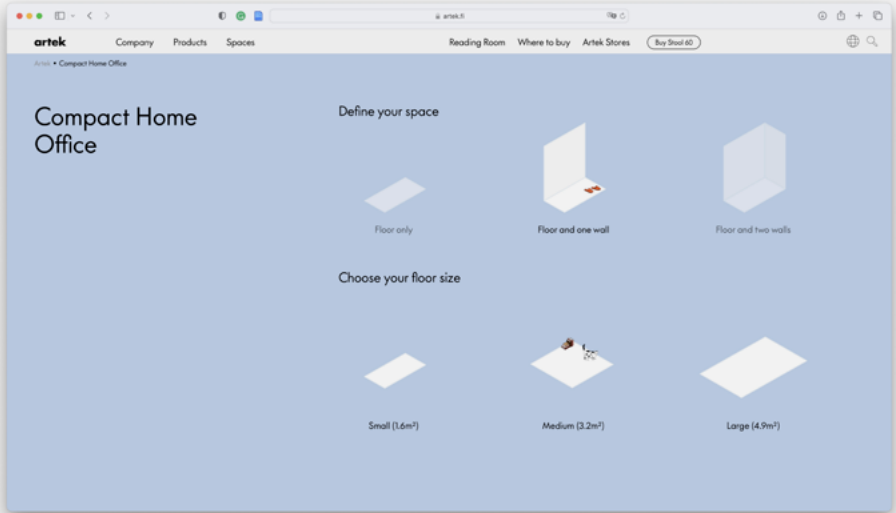 artek.fi
artek
Company
Products
Spaces
Reading Room
Where to buy
Artek Stores
Buy Stool 60
Artek • Compact Home Office
Compact Home
Office
Define your space
Floor only
Floor and one wall
Floor and two walls
Choose your floor size
Small (1.6m²)
Medium (3.2m²)
Large (4.9m²)